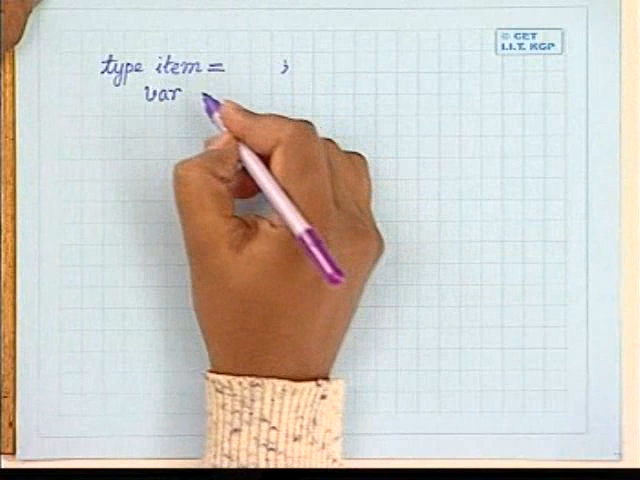 © CET
I.I.T. KGP
type item =     ;
var